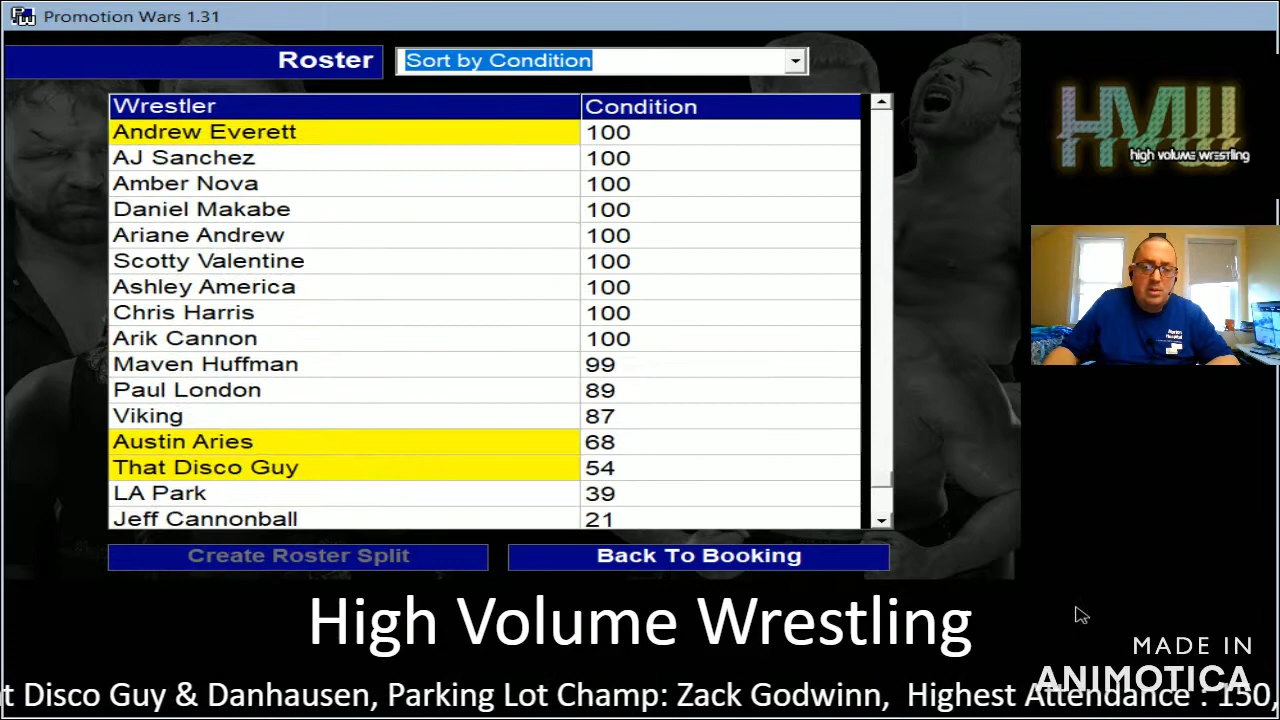 Promotion Wars 1.31
Roster
Sort by Condition
Wrestler Condition
Andrew Everett 100
AJ Sanchez 100
Amber Nova 100
Daniel Makabe 100
Ariane Andrew 100
Scotty Valentine 100
Ashley America 100
Chris Harris 100
Arik Cannon 100
Maven Huffman 99
Paul London 89
Viking 87
Austin Aries 68
That Disco Guy 54
LA Park 39
Jeff Cannonball 21
Create Roster Split Back To Booking
HVW
high volume wrestling
High Volume Wrestling
MADE IN
ANIMOTICA
t Disco Guy & Danhausen, Parking Lot Champ: Zack Godwinn, Highest Attendance : 150,